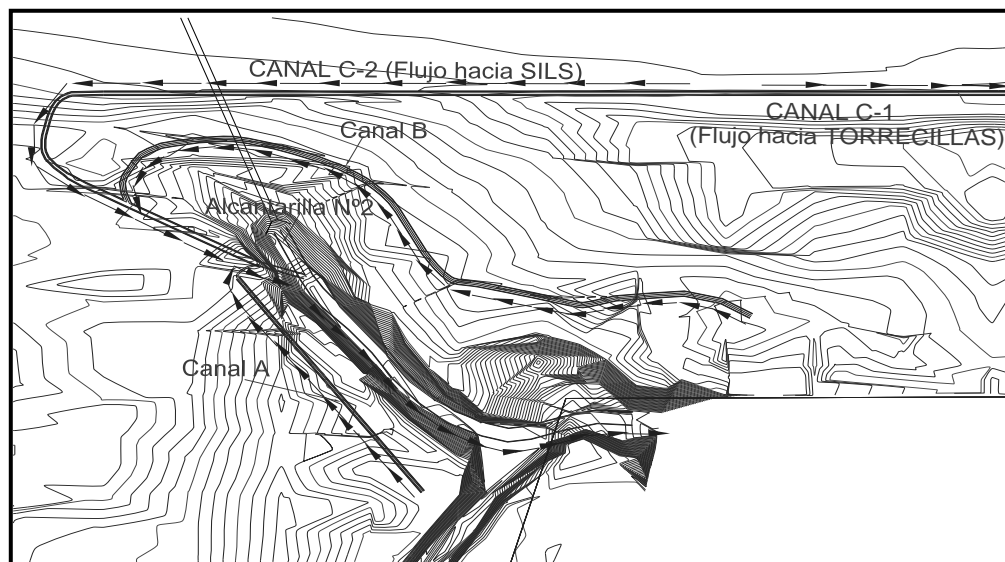 CANAL C-2 (Flujo hacia SILS)
CANAL C-1
(Flujo hacia TORRECILLAS)
Canal B
Alcantarilla Nº2
Canal A